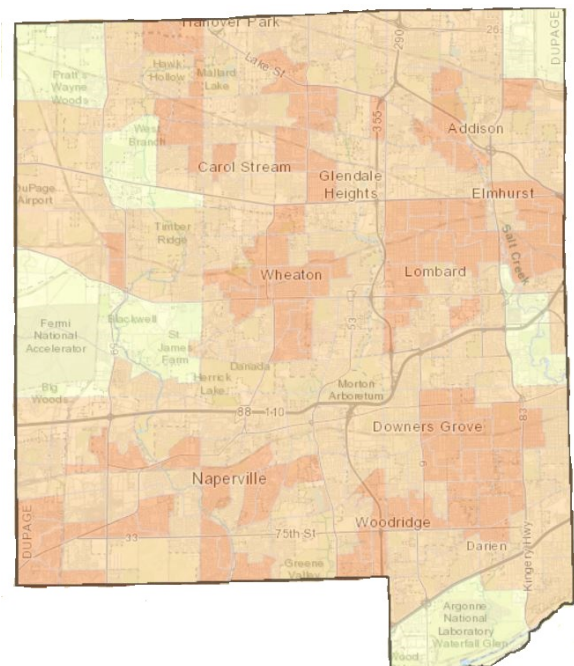 Hanover Park
290
26
DUPAGE
Lake St
Hawk
Hollow
Mallard
Lake
Pratt's
Wayne
Woods
355
West
Branch
Addison
Carol Stream
Glendale
Heights
Elmhurst
DuPage
Airport
Timber
Ridge
Salt Creek
Wheaton
Lombard
Fermi
National
Accelerator
Blackwell
St
James
Farm
53
Danada
Herrick
Lake
Big
Woods
Morton
Arboretum
88
110
83
Downers Grove
Naperville
Woodridge
DUPAGE
33
75th St
Darien
Kingery Hwy
Greene
Valley
Argonne
National
Laboratory
Waterfall Glen
Wood